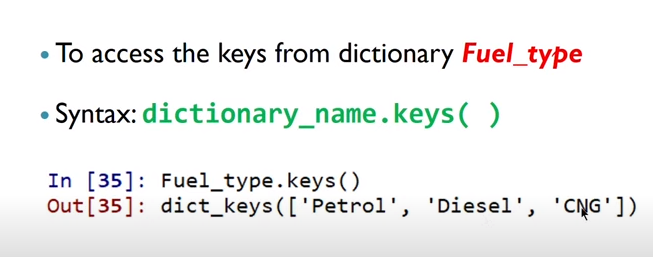 • To access the keys from dictionary Fuel_type
• Syntax: dictionary_name.keys( )
In [35]: Fuel_type.keys()
Out[35]: dict_keys(['Petrol', 'Diesel', 'CNG'])